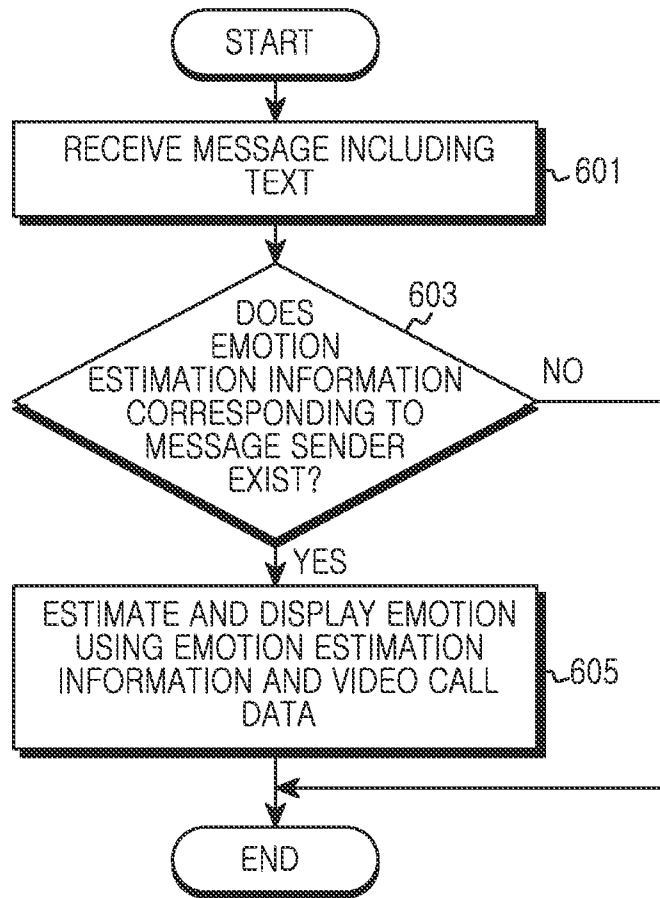 START
RECEIVE MESSAGE INCLUDING
TEXT
601
603
DOES
EMOTION
ESTIMATION INFORMATION
CORRESPONDING TO
MESSAGE SENDER
EXIST?
NO
YES
ESTIMATE AND DISPLAY EMOTION
USING EMOTION ESTIMATION
INFORMATION AND VIDEO CALL
DATA
605
END